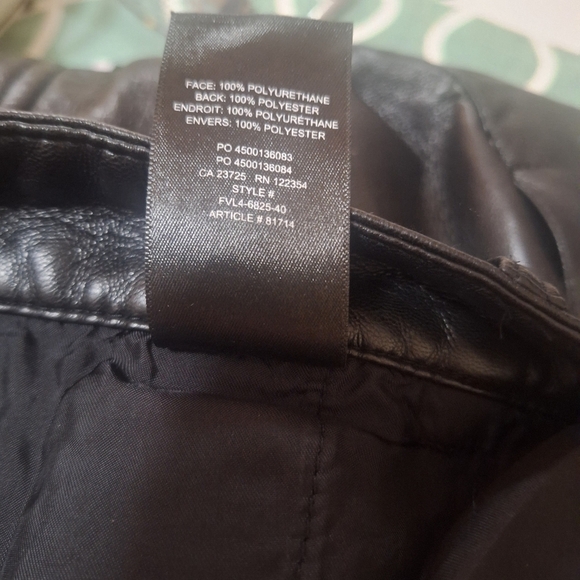 FACE: 100% POLYURETHANE
BACK: 100% POLYESTER
ENDROIT: 100% POLYURÉTHANE
ENVERS: 100% POLYESTER
PO 4500136083
PO 4500136084
CA 23725 RN 122354
STYLE #
FVL4-6825-40
ARTICLE # 81714